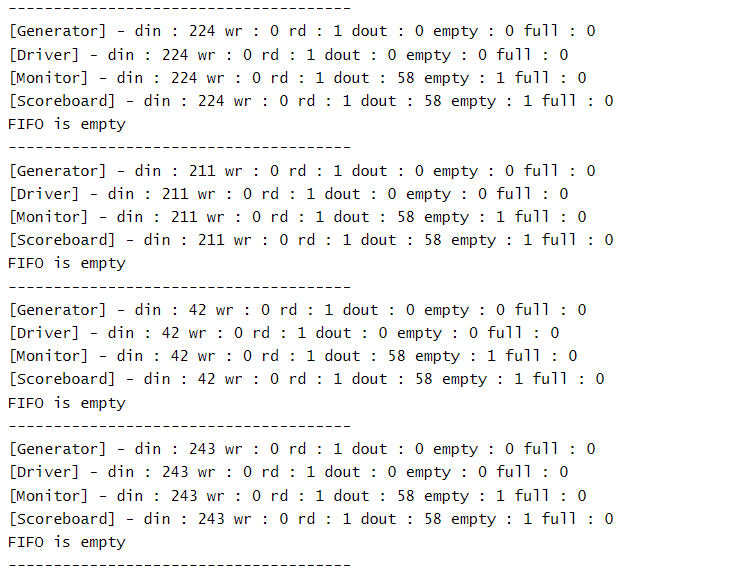 -------------------------------------
[Generator] - din : 224 wr : 0 rd : 1 dout : 0 empty : 0 full : 0
[Driver] - din : 224 wr : 0 rd : 1 dout : 0 empty : 0 full : 0
[Monitor] - din : 224 wr : 0 rd : 1 dout : 58 empty : 1 full : 0
[Scoreboard] - din : 224 wr : 0 rd : 1 dout : 58 empty : 1 full : 0
FIFO is empty
-------------------------------------
[Generator] - din : 211 wr : 0 rd : 1 dout : 0 empty : 0 full : 0
[Driver] - din : 211 wr : 0 rd : 1 dout : 0 empty : 0 full : 0
[Monitor] - din : 211 wr : 0 rd : 1 dout : 58 empty : 1 full : 0
[Scoreboard] - din : 211 wr : 0 rd : 1 dout : 58 empty : 1 full : 0
FIFO is empty
-------------------------------------
[Generator] - din : 42 wr : 0 rd : 1 dout : 0 empty : 0 full : 0
[Driver] - din : 42 wr : 0 rd : 1 dout : 0 empty : 0 full : 0
[Monitor] - din : 42 wr : 0 rd : 1 dout : 58 empty : 1 full : 0
[Scoreboard] - din : 42 wr : 0 rd : 1 dout : 58 empty : 1 full : 0
FIFO is empty
-------------------------------------
[Generator] - din : 243 wr : 0 rd : 1 dout : 0 empty : 0 full : 0
[Driver] - din : 243 wr : 0 rd : 1 dout : 0 empty : 0 full : 0
[Monitor] - din : 243 wr : 0 rd : 1 dout : 58 empty : 1 full : 0
[Scoreboard] - din : 243 wr : 0 rd : 1 dout : 58 empty : 1 full : 0
FIFO is empty
-------------------------------------